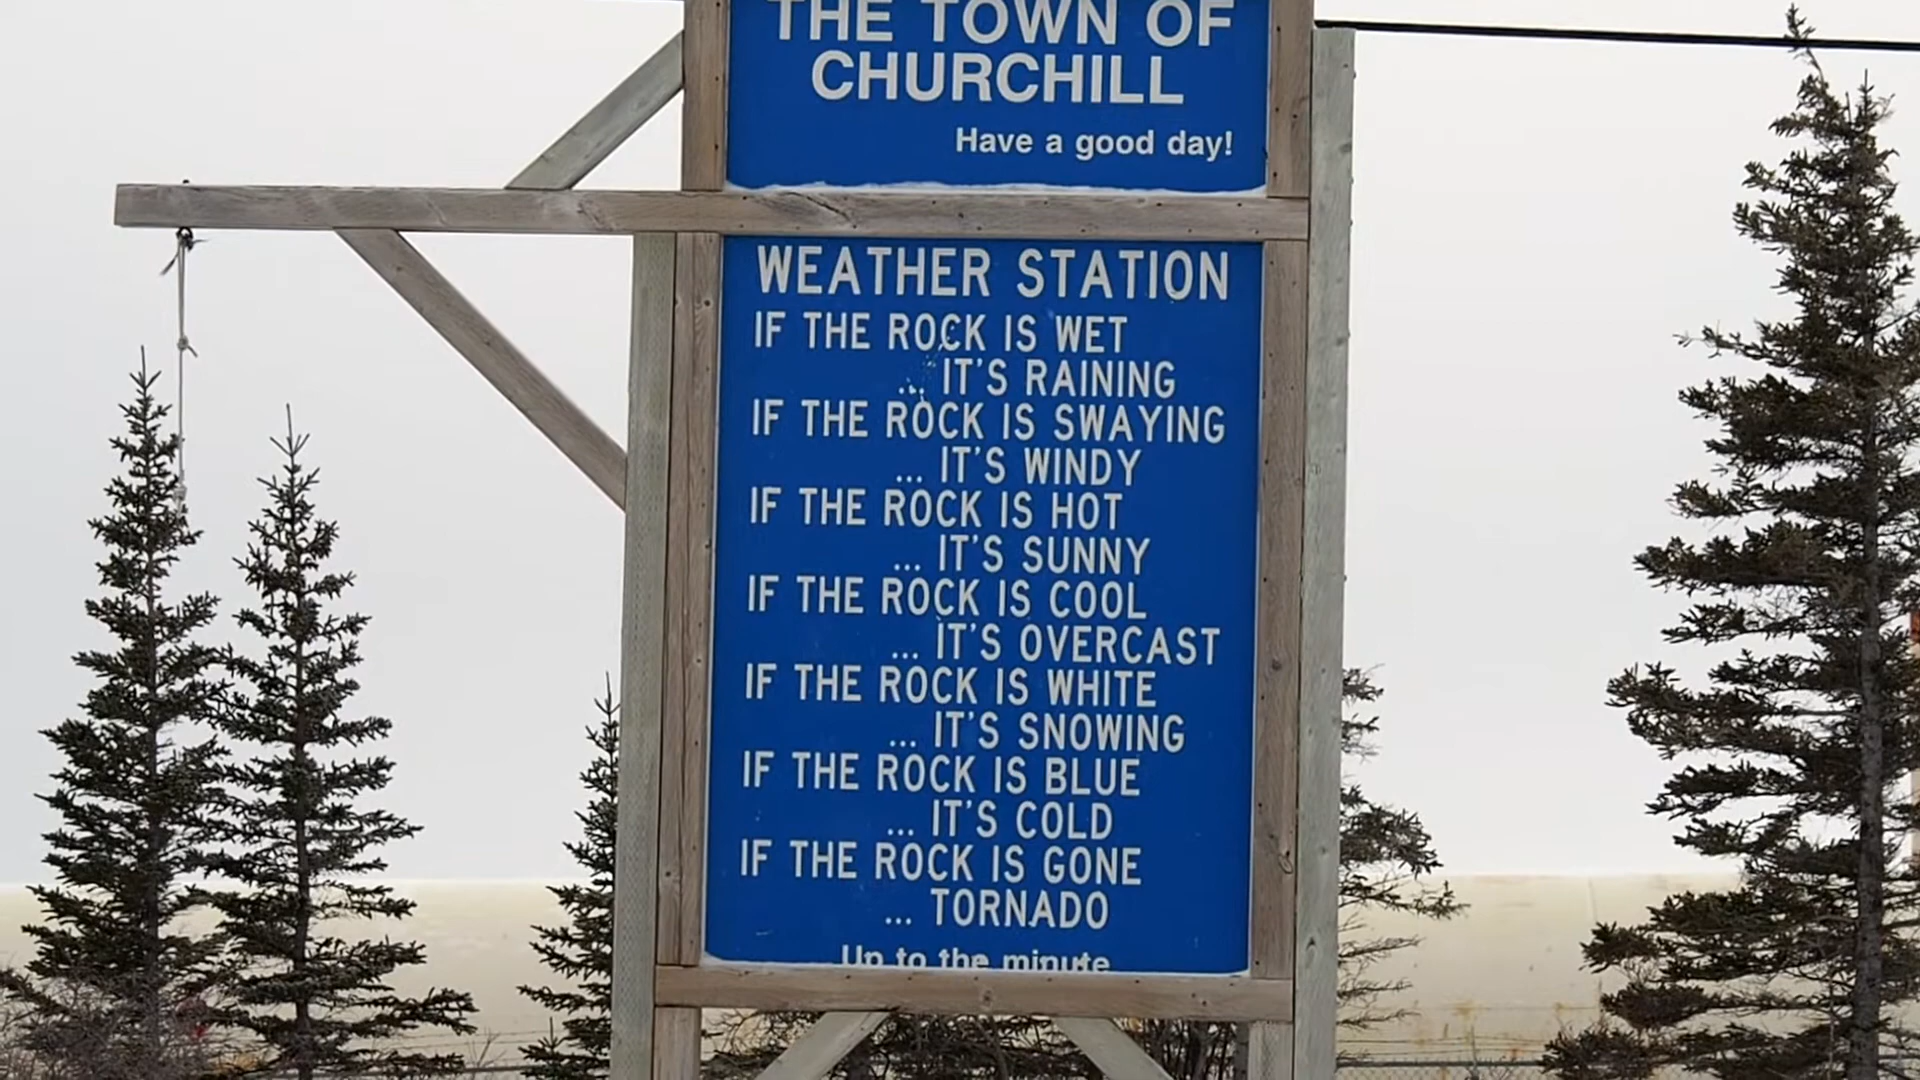 THE TOWN OF
CHURCHILL
Have a good day!
WEATHER STATION
IF THE ROCK IS WET
... IT'S RAINING
IF THE ROCK IS SWAYING
... IT'S WINDY
IF THE ROCK IS HOT
... IT'S SUNNY
IF THE ROCK IS COOL
... IT'S OVERCAST
IF THE ROCK IS WHITE
... IT'S SNOWING
IF THE ROCK IS BLUE
... IT'S COLD
IF THE ROCK IS GONE
... TORNADO
Up to the minute